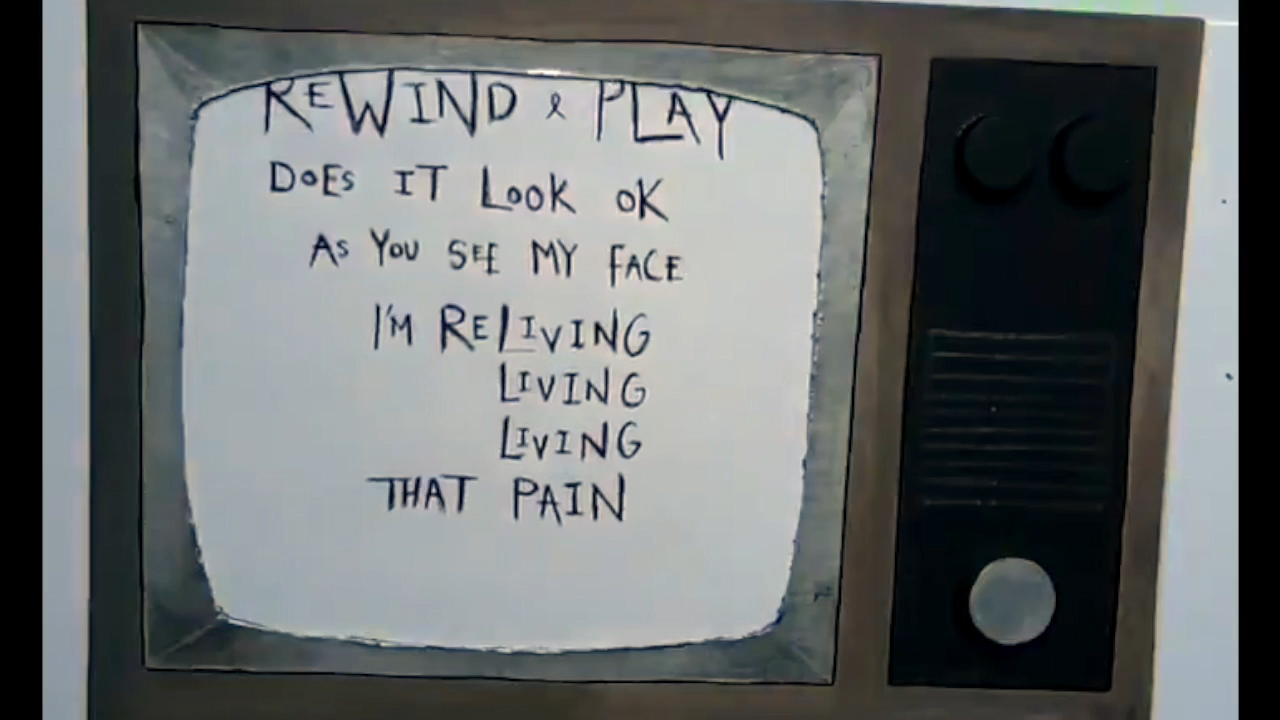 REWIND & PLAY
DOES IT LOOK OK
AS YOU SEE MY FACE
I'M RELIVING
LIVING
LIVING
THAT PAIN